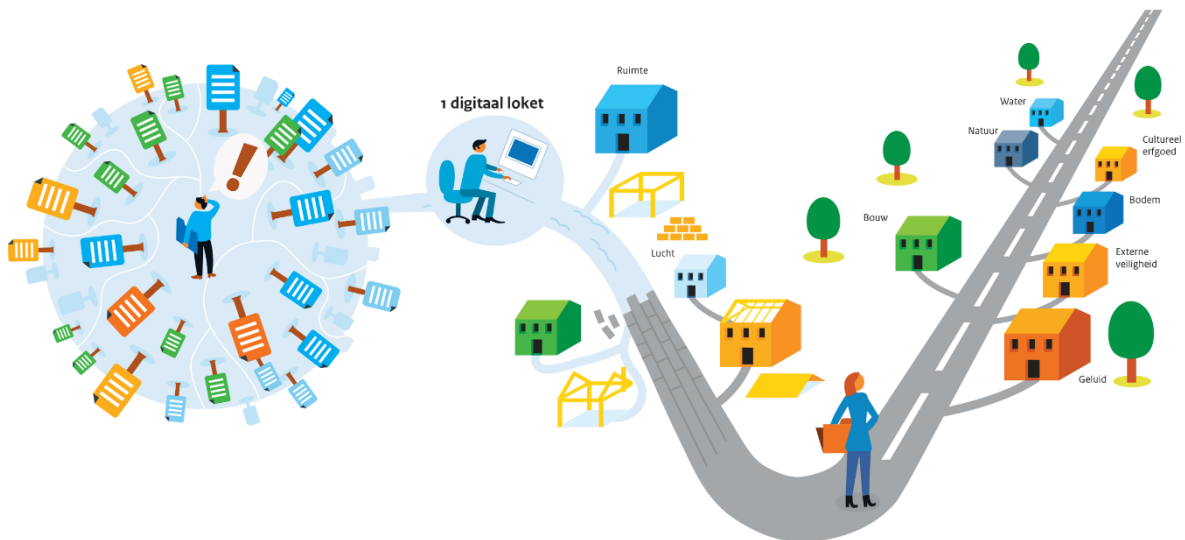 1 digitaal loket
Ruimte
Lucht
Bouw
Water
Natuur
Cultureel
erfgoed
Bodem
Externe
veiligheid
Geluid